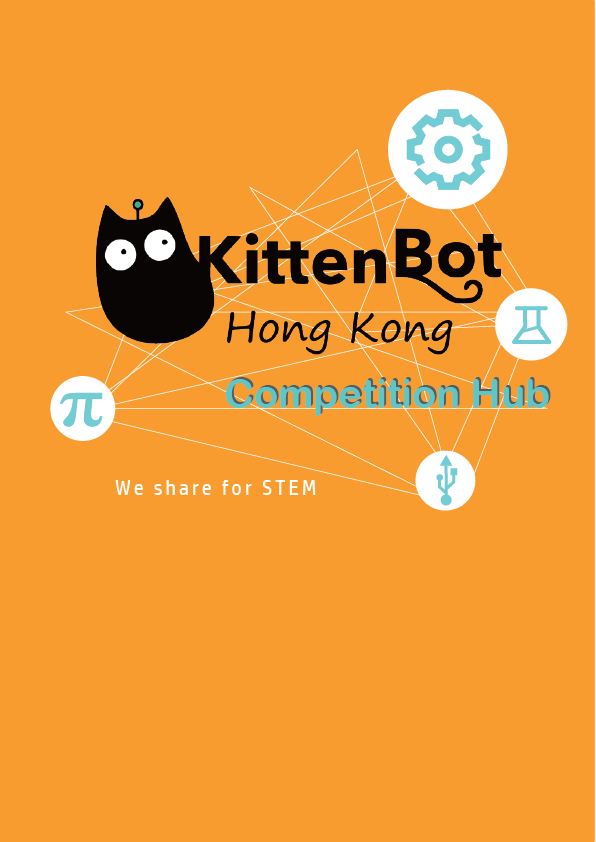 KittenBot
Hong Kong
Competition Hub
π
We share for STEM